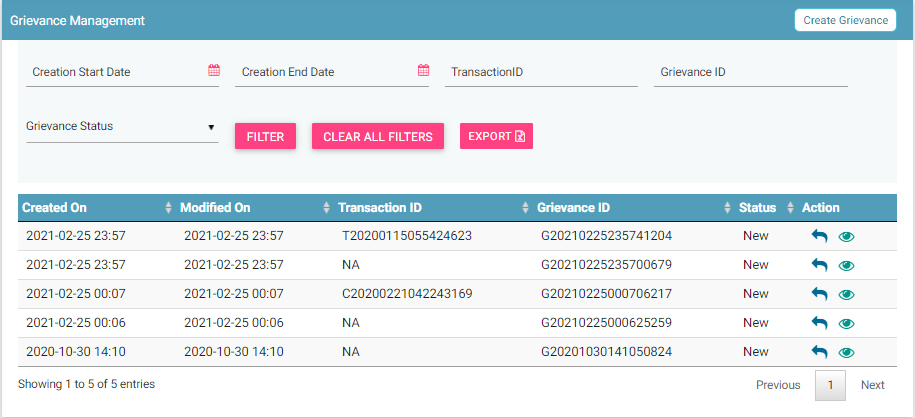 Grievance Management Create Grievance
Creation Start Date Creation End Date TransactionID Grievance ID
Grievance Status FILTER CLEAR ALL FILTERS EXPORT
Created On Modified On Transaction ID Grievance ID Status Action
2021-02-25 23:57 2021-02-25 23:57 T20200115055424623 G20210225235741204 New
2021-02-25 23:57 2021-02-25 23:57 NA G20210225235700679 New
2021-02-25 00:07 2021-02-25 00:07 C20200221042243169 G20210225000706217 New
2021-02-25 00:06 2021-02-25 00:06 NA G20210225000625259 New
2020-10-30 14:10 2020-10-30 14:10 NA G20201030141050824 New
Showing 1 to 5 of 5 entries Previous 1 Next